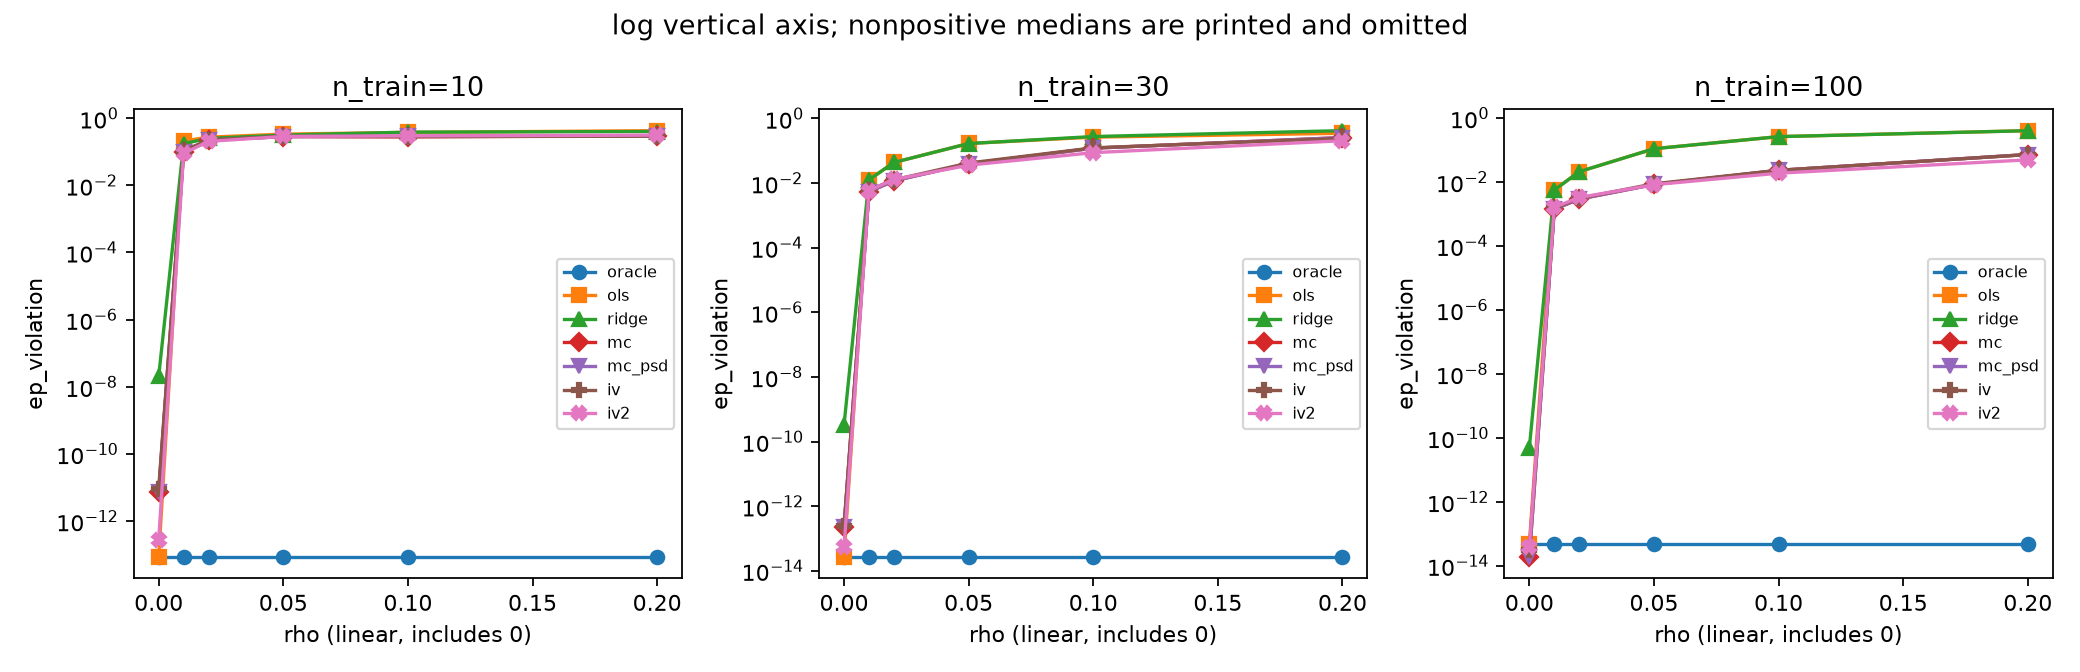 log vertical axis; nonpositive medians are printed and omitted
n_train=10
ep_violation
10^0
10^−2
10^−4
10^−6
10^−8
10^−10
10^−12
oracle
ols
ridge
mc
mc_psd
iv
iv2
0.00 0.05 0.10 0.15 0.20
rho (linear, includes 0)
n_train=30
ep_violation
10^0
10^−2
10^−4
10^−6
10^−8
10^−10
10^−12
10^−14
oracle
ols
ridge
mc
mc_psd
iv
iv2
0.00 0.05 0.10 0.15 0.20
rho (linear, includes 0)
n_train=100
ep_violation
10^0
10^−2
10^−4
10^−6
10^−8
10^−10
10^−12
10^−14
oracle
ols
ridge
mc
mc_psd
iv
iv2
0.00 0.05 0.10 0.15 0.20
rho (linear, includes 0)